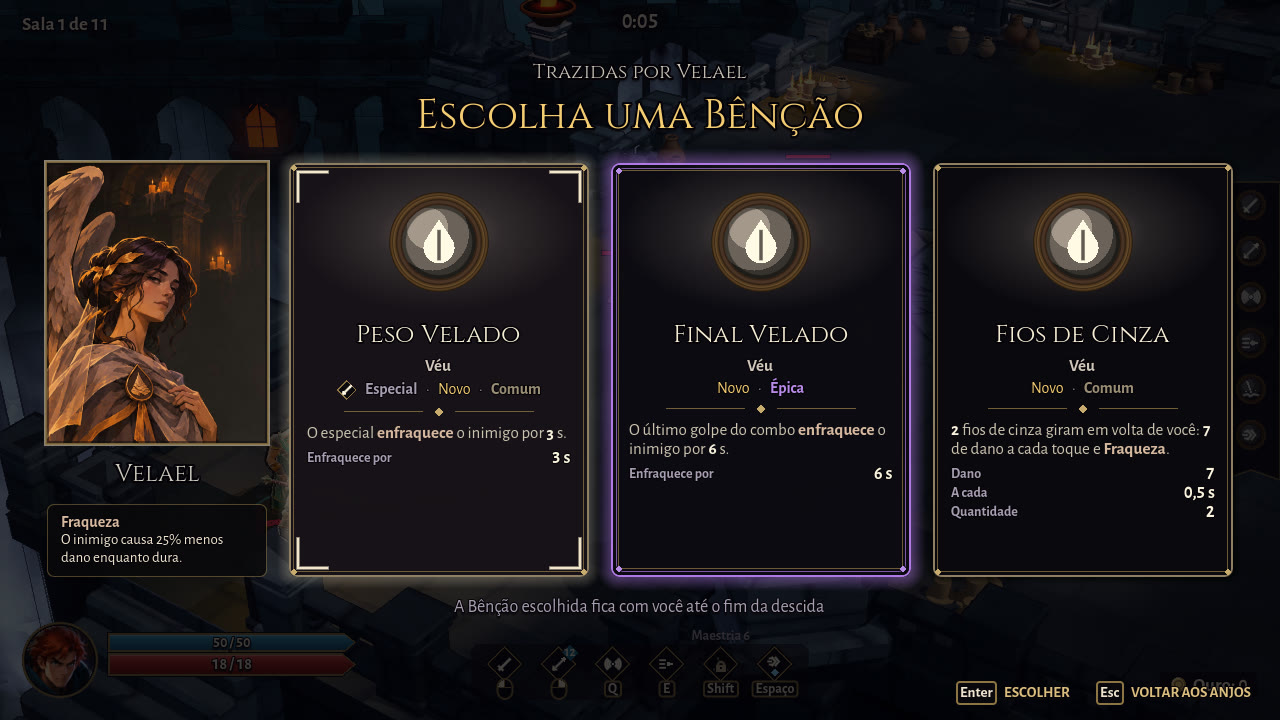 Sala 1 de 11
0:05
Trazidas por Velael
Escolha uma Bênção
Velael
Fraqueza
O inimigo causa 25% menos
dano enquanto dura.
Peso Velado
Véu
Especial · Novo · Comum
O especial enfraquece o inimigo por 3 s.
Enfraquece por 3 s
Final Velado
Véu
Novo · Épica
O último golpe do combo enfraquece o
inimigo por 6 s.
Enfraquece por 6 s
Fios de Cinza
Véu
Novo · Comum
2 fios de cinza giram em volta de você: 7
de dano a cada toque e Fraqueza.
Dano 7
A cada 0,5 s
Quantidade 2
A Bênção escolhida fica com você até o fim da descida
Maestria 6
50/50
18/18
12
Q
E
Shift
Espaço
Ouro: 0
Enter ESCOLHER
Esc VOLTAR AOS ANJOS